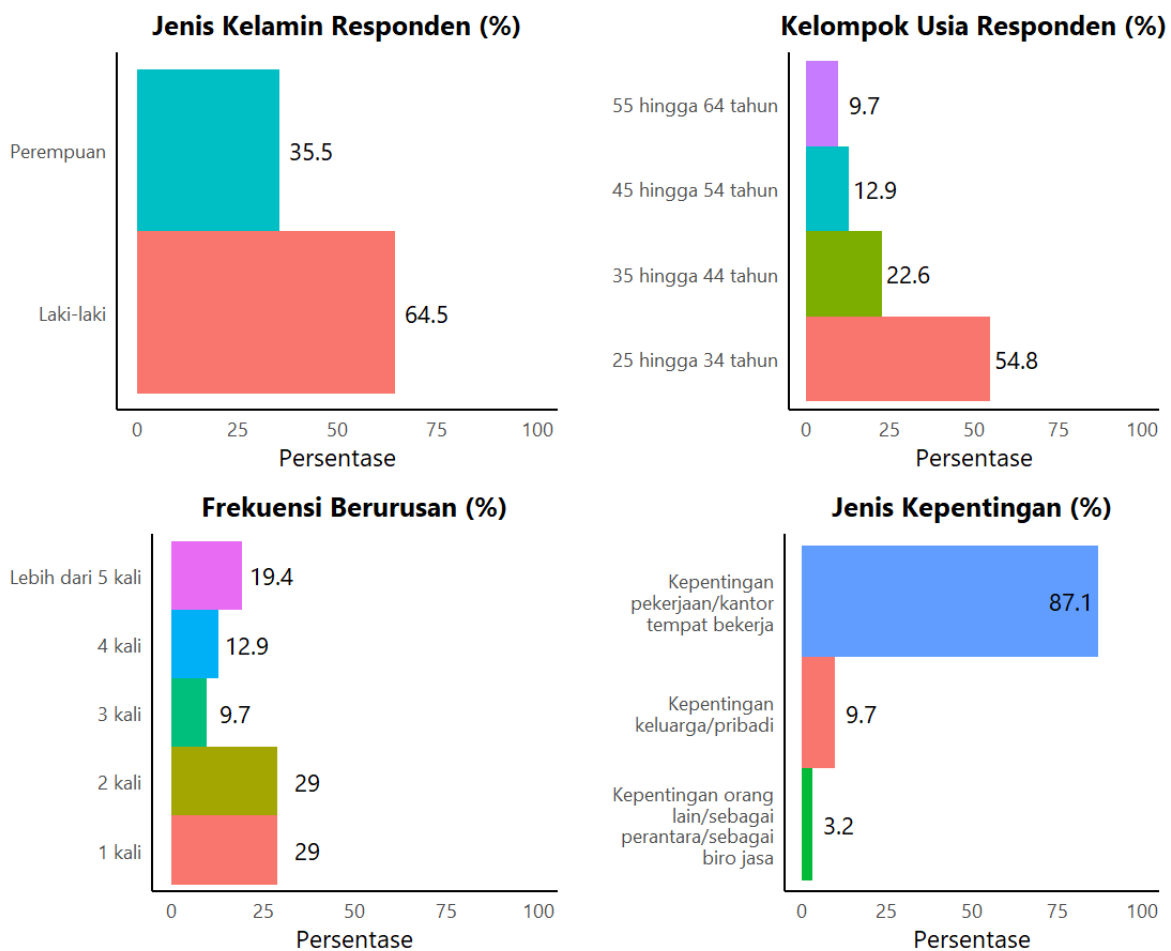 Jenis Kelamin Responden (%)
Perempuan
35.5
Laki-laki
64.5
0 25 50 75 100
Persentase
Kelompok Usia Responden (%)
55 hingga 64 tahun
9.7
45 hingga 54 tahun
12.9
35 hingga 44 tahun
22.6
25 hingga 34 tahun
54.8
0 25 50 75 100
Persentase
Frekuensi Berurusan (%)
Lebih dari 5 kali
19.4
4 kali
12.9
3 kali
9.7
2 kali
29
1 kali
29
0 25 50 75 100
Persentase
Jenis Kepentingan (%)
Kepentingan
pekerjaan/kantor
tempat bekerja
87.1
Kepentingan
keluarga/pribadi
9.7
Kepentingan orang
lain/sebagai
perantara/sebagai
biro jasa
3.2
0 25 50 75 100
Persentase